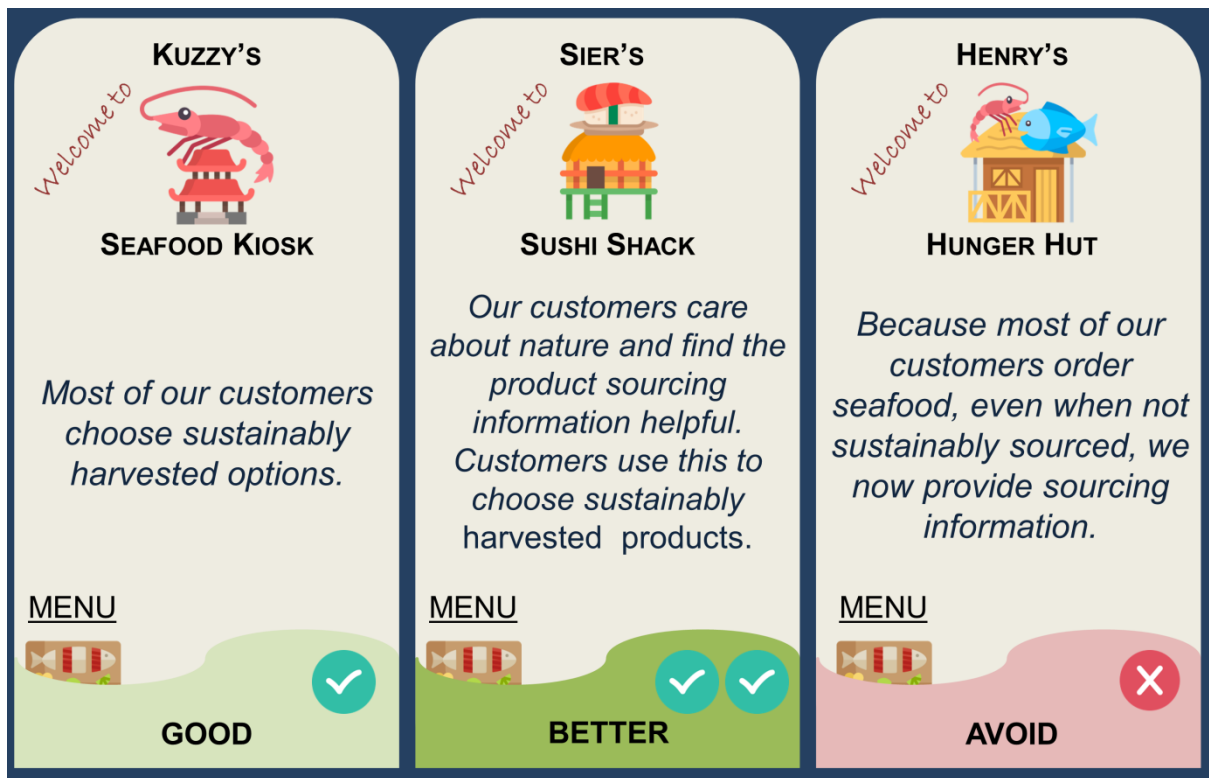 KUZZY'S
Welcome to
SEAFOOD KIOSK
Most of our customers
choose sustainably
harvested options.
MENU
GOOD
SIER'S
Welcome to
SUSHI SHACK
Our customers care
about nature and find the
product sourcing
information helpful.
Customers use this to
choose sustainably
harvested products.
MENU
BETTER
HENRY'S
Welcome to
HUNGER HUT
Because most of our
customers order
seafood, even when not
sustainably sourced, we
now provide sourcing
information.
MENU
AVOID